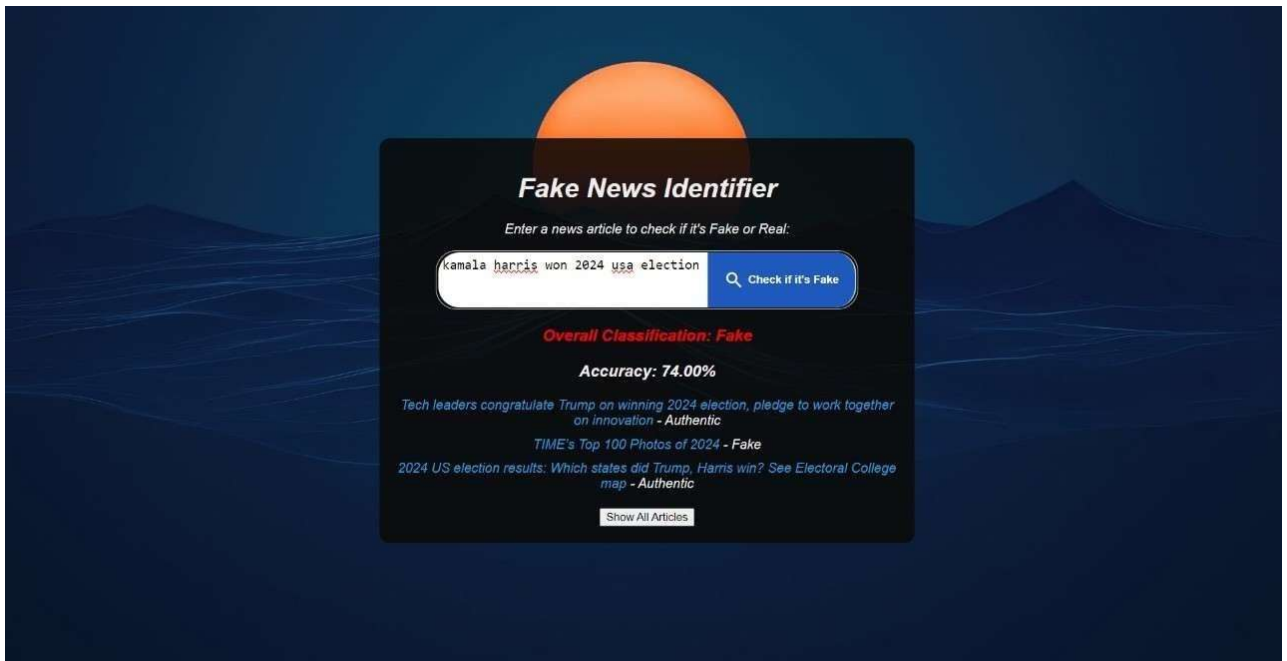 Fake News Identifier
Enter a news article to check if it's Fake or Real:
kamala harris won 2024 usa election
Check if it's Fake
Overall Classification: Fake
Accuracy: 74.00%
Tech leaders congratulate Trump on winning 2024 election, pledge to work together
on innovation - Authentic
TIME's Top 100 Photos of 2024 - Fake
2024 US election results: Which states did Trump, Harris win? See Electoral College
map - Authentic
Show All Articles